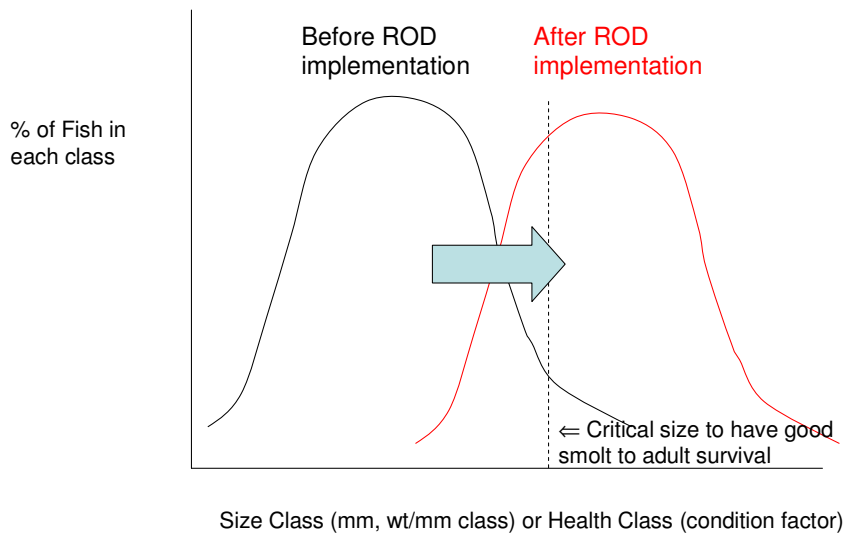 Before ROD
implementation
After ROD
implementation
% of Fish in
each class
⇐ Critical size to have good
smolt to adult survival
Size Class (mm, wt/mm class) or Health Class (condition factor)